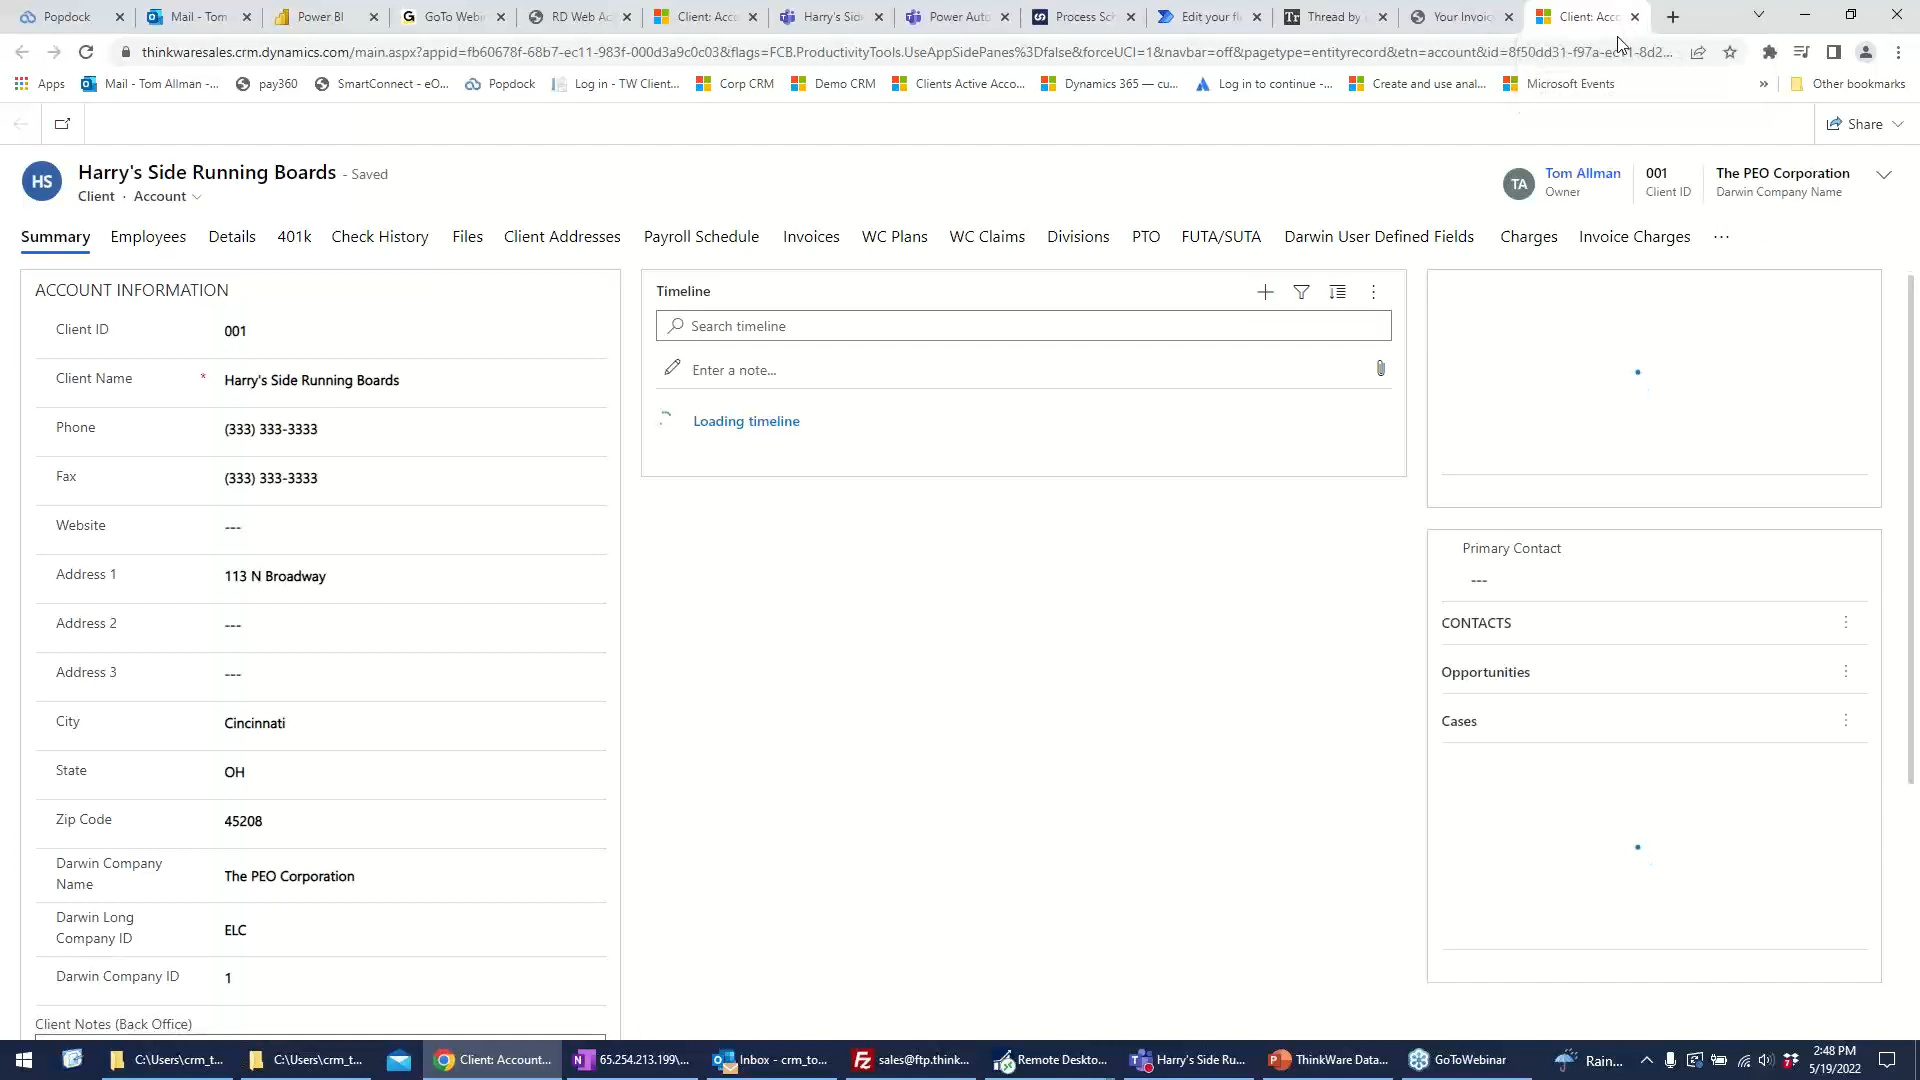 Popdock
Mail - Tom
Power BI
GoTo Webi
RD Web Ac
Client: Acc
Harry's Side
Power Auto
Process Sch
Edit your fl
Thread by
Your Invoic
Client: Acc
thinkwaresales.crm.dynamics.com/main.aspx?appid=fb60678f-68b7-ec11-983f-000d3a9c0c03&flags=FCB.ProductivityTools.UseAppSidePanes%3Dfalse&forceUCI=1&navbar=off&pagetype=entityrecord&etn=account&id=8f50dd31-f97a-ec11-8d2...
Apps
Mail - Tom Allman -...
pay360
SmartConnect - eO...
Popdock
Log in - TW Client...
Corp CRM
Demo CRM
Clients Active Acco...
Dynamics 365 — cu...
Log in to continue -...
Create and use anal...
Microsoft Events
»
Other bookmarks
Share
HS
Harry's Side Running Boards - Saved
Client · Account
TA
Tom Allman
Owner
001
Client ID
The PEO Corporation
Darwin Company Name
Summary
Employees
Details
401k
Check History
Files
Client Addresses
Payroll Schedule
Invoices
WC Plans
WC Claims
Divisions
PTO
FUTA/SUTA
Darwin User Defined Fields
Charges
Invoice Charges
...
ACCOUNT INFORMATION
Client ID
001
Client Name *
Harry's Side Running Boards
Phone
(333) 333-3333
Fax
(333) 333-3333
Website
---
Address 1
113 N Broadway
Address 2
---
Address 3
---
City
Cincinnati
State
OH
Zip Code
45208
Darwin Company
Name
The PEO Corporation
Darwin Long
Company ID
ELC
Darwin Company ID
1
Client Notes (Back Office)
Timeline
Search timeline
Enter a note...
Loading timeline
Primary Contact
---
CONTACTS
Opportunities
Cases
C:\Users\crm_t...
C:\Users\crm_t...
Client: Account...
65.254.213.199\...
Inbox - crm_to...
sales@ftp.think...
Remote Deskto...
Harry's Side Ru...
ThinkWare Data...
GoToWebinar
Rain...
2:48 PM
5/19/2022